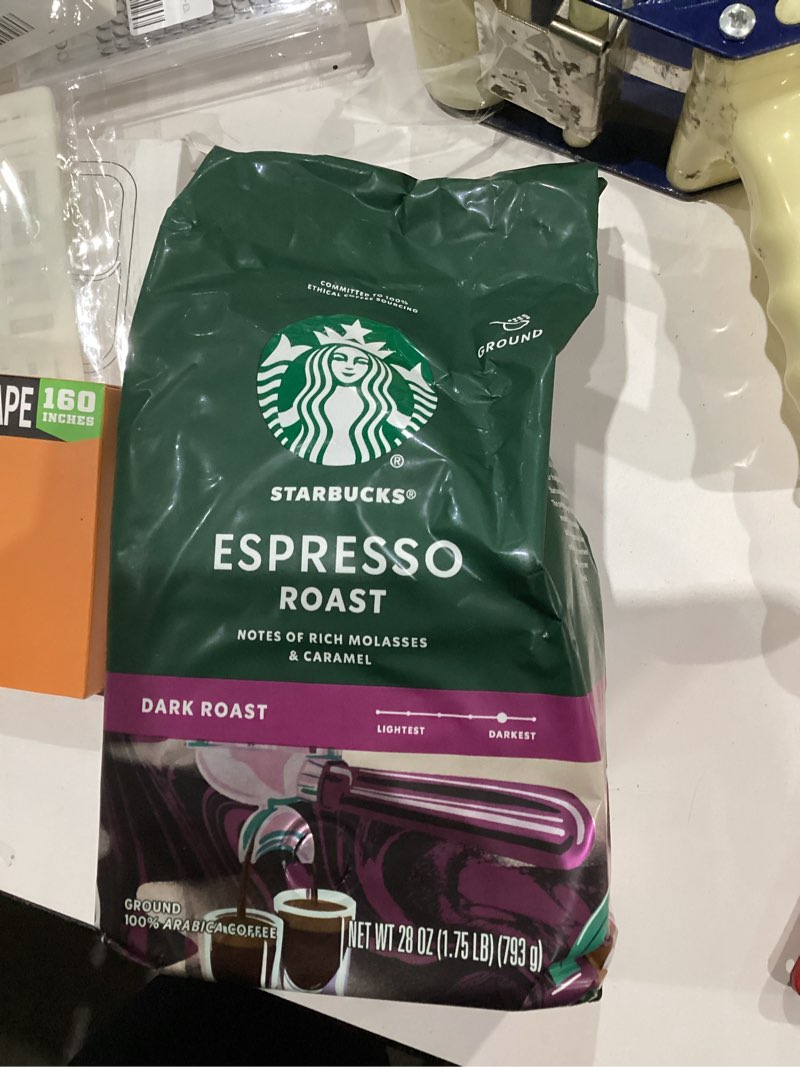 COMMITTED TO 100%
ETHICAL COFFEE SOURCING
GROUND
APE
160
INCHES
STARBUCKS®
ESPRESSO
ROAST
NOTES OF RICH MOLASSES
& CARAMEL
DARK ROAST
LIGHTEST
DARKEST
GROUND
100% ARABICA COFFEE
NET WT 28 OZ (1.75 LB) (793 g)